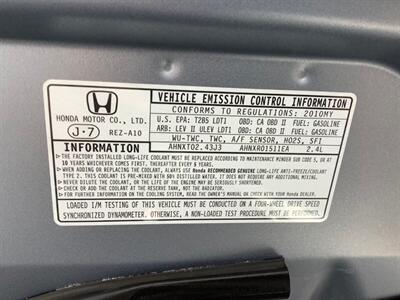 VEHICLE EMISSION CONTROL INFORMATION
CONFORMS TO REGULATIONS: 2010MY
HONDA MOTOR CO., LTD.
J-7 REZ-A10
U.S. EPA: T2B5 LDT1 OBD: CA OBD II FUEL: GASOLINE
ARB: LEV II ULEV LDT1 OBD: CA OBD II FUEL: GASOLINE
WU-TWC, TWC, A/F SENSOR, HO2S, SFI
AHNXT02.43J3 AHNXR0151IEA 2.4L
■ THE FACTORY INSTALLED LONG-LIFE COOLANT MUST BE REPLACED ACCORDING TO MAINTENANCE MINDER SUB CODE 5, OR AT
10 YEARS WHICHEVER COMES FIRST. THEREAFTER EVERY 5 YEARS.
■ WHEN ADDING OR REPLACING THE COOLANT, ALWAYS USE Honda RECOMMENDED GENUINE LONG-LIFE ANTI-FREEZE/COOLANT
TYPE 2. THIS COOLANT IS PRE-MIXED WITH 50% DISTILLED WATER. IT DOES NOT REQUIRE ANY ADDITIONAL MIXING.
■ NEVER DILUTE THE COOLANT, OR THE ENGINE MAY BE SERIOUSLY DAMAGED.
■ CHECK OR ADD THE COOLANT AT THE RESERVE TANK, NOT THE RADIATOR.
■ FOR FURTHER INFORMATION ON THE COOLING SYSTEM, READ THE OWNER'S MANUAL OR CHECK WITH YOUR Honda DEALER.
LOADED I/M TESTING OF THIS VEHICLE MUST BE CONDUCTED ON A FOUR-WHEEL DRIVE SPEED
SYNCHRONIZED DYNAMOMETER. OTHERWISE, A NON-LOADED TEST PROCEDURE MUST BE PERFORMED.